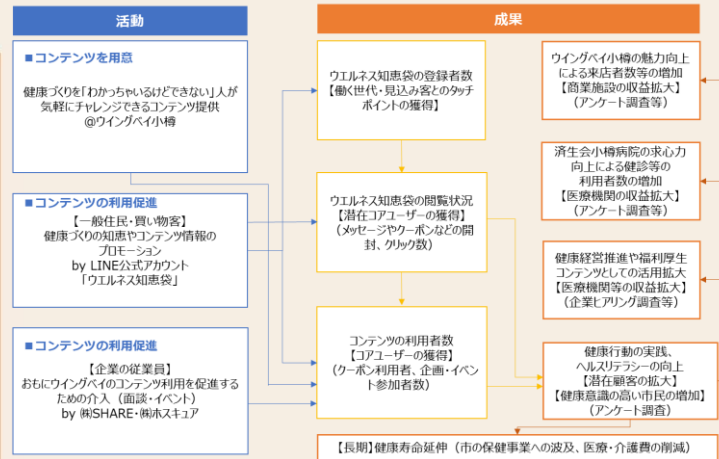 活動
■コンテンツを用意
健康づくりを「わかっちゃいるけどできない」人が
気軽にチャレンジできるコンテンツ提供
@ウイングベイ小樽
■コンテンツの利用促進
【一般住民・買い物客】
健康づくりの知恵やコンテンツ情報の
プロモーション
by LINE公式アカウント
「ウエルネス知恵袋」
■コンテンツの利用促進
【企業の従業員】
おもにウイングベイのコンテンツ利用を促進する
ための介入（面談・イベント）
by ㈱SHARE・㈱ホスキュア
成果
ウエルネス知恵袋の登録者数
【働く世代・見込み客とのタッチ
ポイントの獲得】
ウエルネス知恵袋の閲覧状況
【潜在コアユーザーの獲得】
（メッセージやクーポンなどの開
封、クリック数）
コンテンツの利用者数
【コアユーザーの獲得】
（クーポン利用者、企画・イベン
ト参加者数）
ウイングベイ小樽の魅力向上
による来店者数等の増加
【商業施設の収益拡大】
（アンケート調査等）
済生会小樽病院の求心力
向上による健診等の
利用者数の増加
【医療機関の収益拡大】
（アンケート調査等）
健康経営推進や福利厚生
コンテンツとしての活用拡大
【医療機関等の収益拡大】
（企業ヒアリング調査等）
健康行動の実践、
ヘルスリテラシーの向上
【潜在顧客の拡大】
【健康意識の高い市民の増加】
（アンケート調査）
【長期】健康寿命延伸（市の保健事業への波及、医療・介護費の削減）